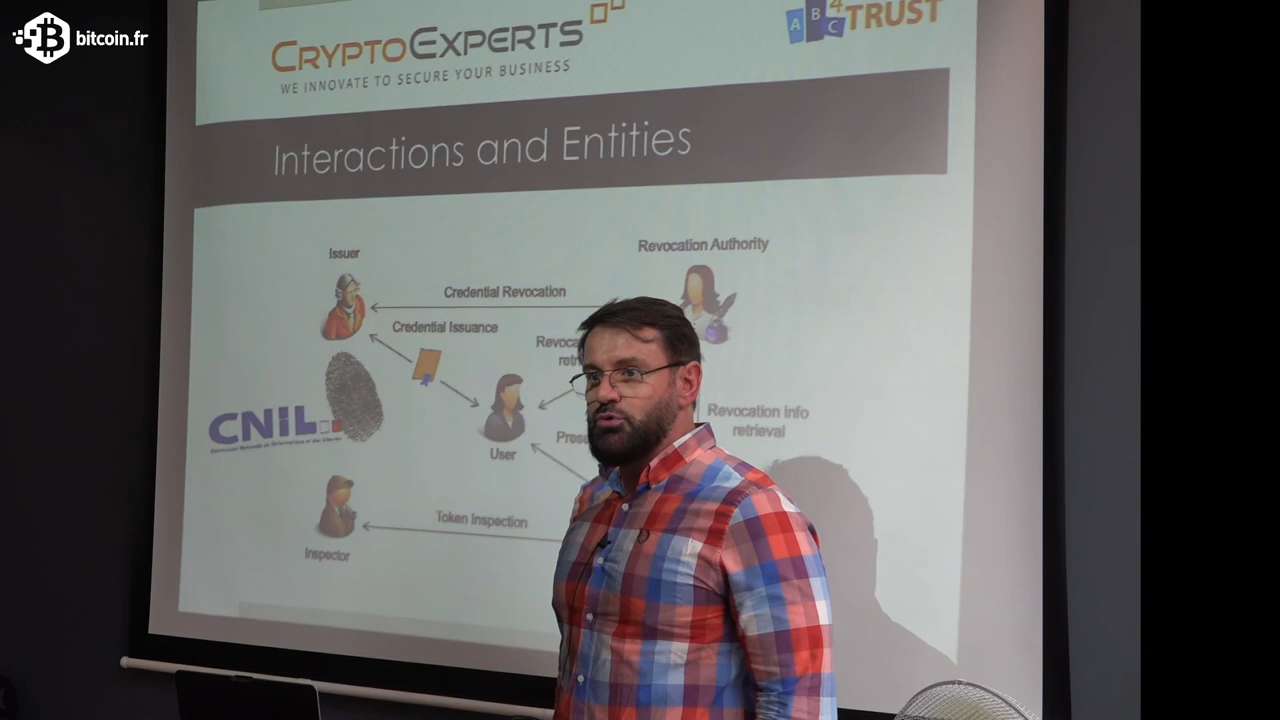 bitcoin.fr
CRYPTOEXPERTS
WE INNOVATE TO SECURE YOUR BUSINESS
ABC4TRUST
Interactions and Entities
Issuer
Revocation Authority
Credential Revocation
Credential Issuance
CNIL
User
Revocation Info
retrieval
Token Inspection
Inspector